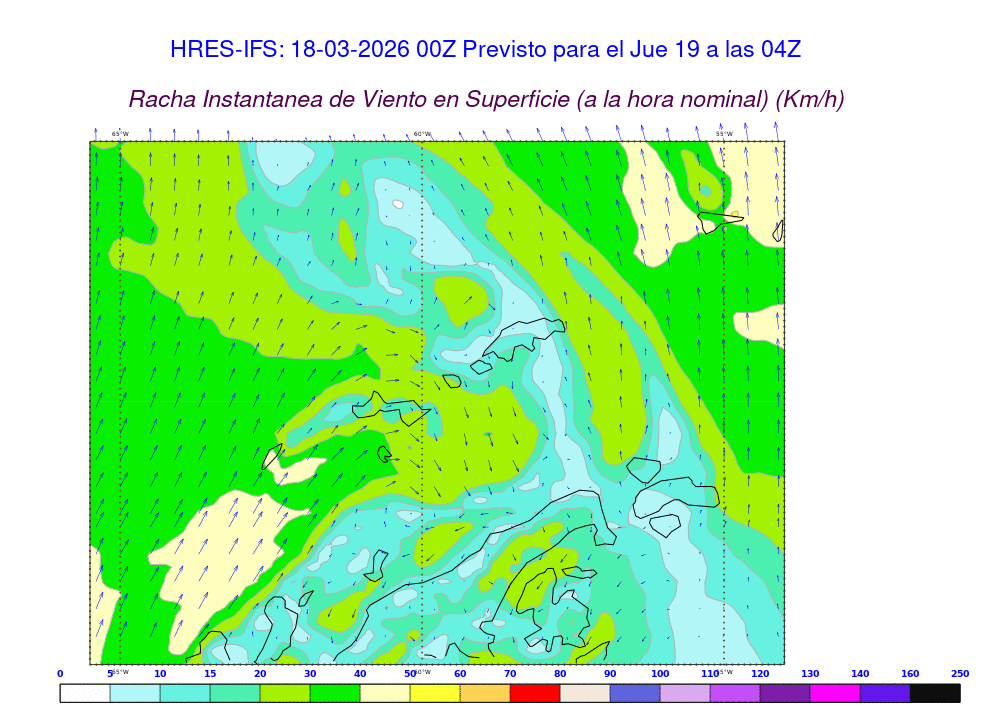 HRES-IFS: 18-03-2026 00Z Previsto para el Jue 19 a las 04Z
Racha Instantanea de Viento en Superficie (a la hora nominal) (Km/h)
65°W 60°W 55°W
0 5 10 15 20 30 40 50 60 70 80 90 100 110 120 130 140 160 250